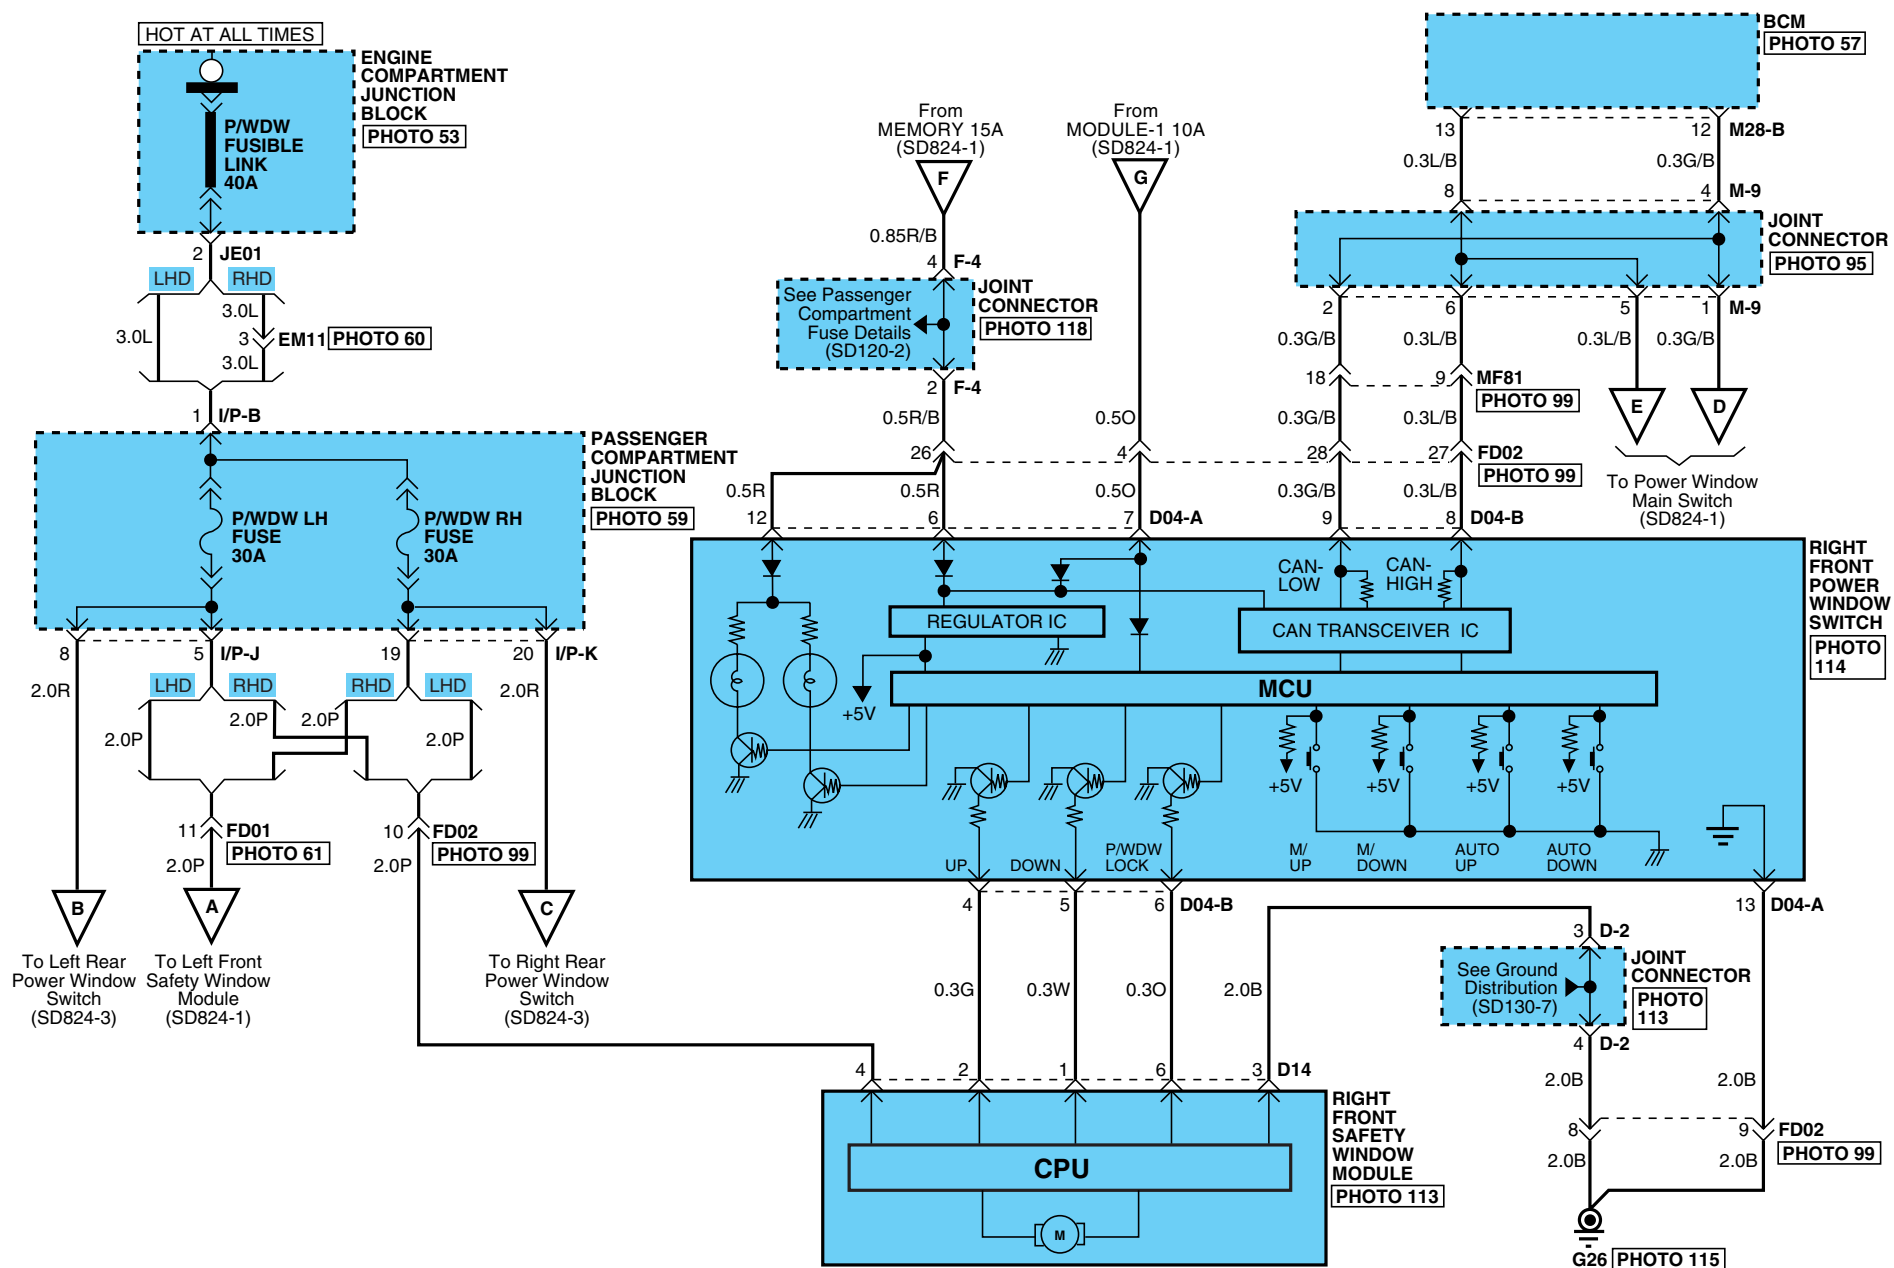 HOT AT ALL TIMES
ENGINE
COMPARTMENT
JUNCTION
BLOCK
PHOTO 53
P/WDW
FUSIBLE
LINK
40A
2 JE01
LHD RHD
3.0L
3.0L
3 EM11 PHOTO 60
3.0L
1 I/P-B
PASSENGER
COMPARTMENT
JUNCTION
BLOCK
PHOTO 59
P/WDW LH
FUSE
30A
P/WDW RH
FUSE
30A
8 5 I/P-J 19 20 I/P-K
2.0R LHD RHD RHD LHD 2.0R
2.0P 2.0P
2.0P 2.0P
11 FD01
PHOTO 61
10 FD02
PHOTO 99
2.0P 2.0P
B A C
To Left Rear
Power Window
Switch
(SD824-3)
To Left Front
Safety Window
Module
(SD824-1)
To Right Rear
Power Window
Switch
(SD824-3)
From
MEMORY 15A
(SD824-1)
F
0.85R/B
4 F-4
See Passenger
Compartment
Fuse Details
(SD120-2)
JOINT
CONNECTOR
PHOTO 118
2 F-4
0.5R/B
26
0.5R 0.5R
12 6
From
MODULE-1 10A
(SD824-1)
G
0.5O
4
0.5O
7 D04-A
BCM
PHOTO 57
13 12 M28-B
0.3L/B 0.3G/B
8 4 M-9
JOINT
CONNECTOR
PHOTO 95
2 6 5 1 M-9
0.3G/B 0.3L/B 0.3L/B 0.3G/B
18 9 MF81
PHOTO 99
0.3G/B 0.3L/B
E D
28 27 FD02
PHOTO 99
To Power Window
Main Switch
(SD824-1)
0.3G/B 0.3L/B
9 8 D04-B
RIGHT
FRONT
POWER
WINDOW
SWITCH
PHOTO
114
CAN-
LOW
CAN-
HIGH
REGULATOR IC
CAN TRANSCEIVER IC
MCU
+5V
+5V +5V +5V +5V
UP DOWN
P/WDW
LOCK
M/
UP
M/
DOWN
AUTO
UP
AUTO
DOWN
4 5 6 D04-B
13 D04-A
0.3G 0.3W 0.3O 2.0B
3 D-2
See Ground
Distribution
(SD130-7)
JOINT
CONNECTOR
PHOTO
113
4 D-2
2.0B 2.0B
8 9 FD02
PHOTO 99
2.0B 2.0B
G26 PHOTO 115
4 2 1 6 3 D14
RIGHT
FRONT
SAFETY
WINDOW
MODULE
PHOTO 113
CPU
M